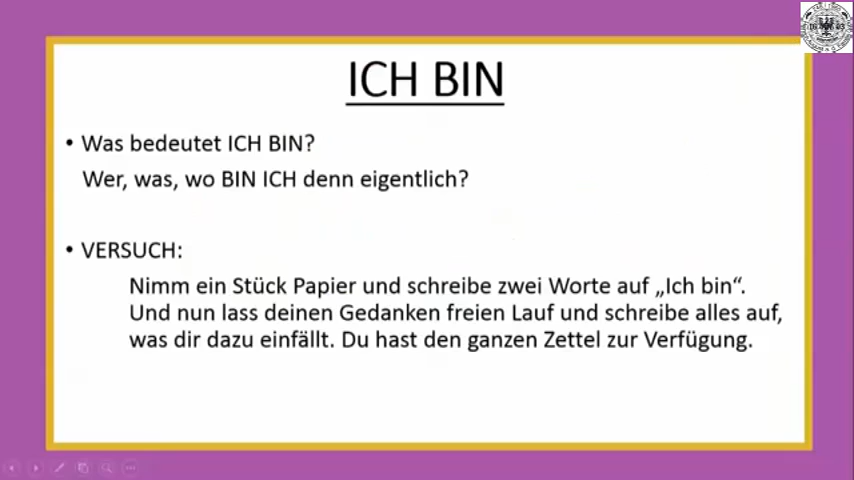 ICH BIN
• Was bedeutet ICH BIN?
Wer, was, wo BIN ICH denn eigentlich?
• VERSUCH:
Nimm ein Stück Papier und schreibe zwei Worte auf „Ich bin“.
Und nun lass deinen Gedanken freien Lauf und schreibe alles auf,
was dir dazu einfällt. Du hast den ganzen Zettel zur Verfügung.